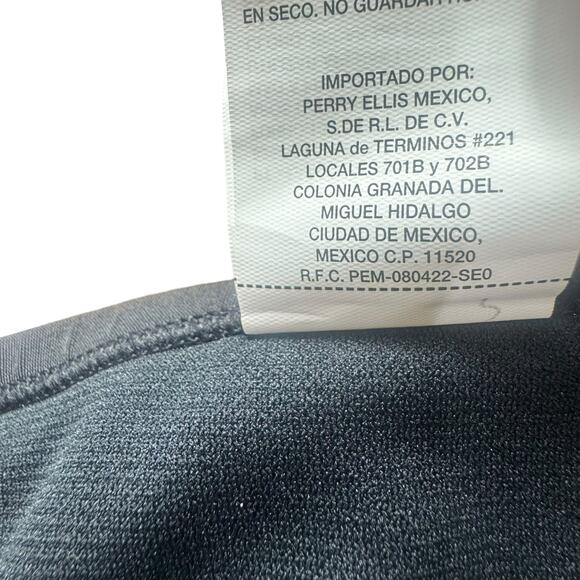 EN SECO. NO GUARDAR
IMPORTADO POR:
PERRY ELLIS MEXICO,
S.DE R.L. DE C.V.
LAGUNA de TERMINOS #221
LOCALES 701B y 702B
COLONIA GRANADA DEL.
MIGUEL HIDALGO
CIUDAD DE MEXICO,
MEXICO C.P. 11520
R.F.C. PEM-080422-SE0